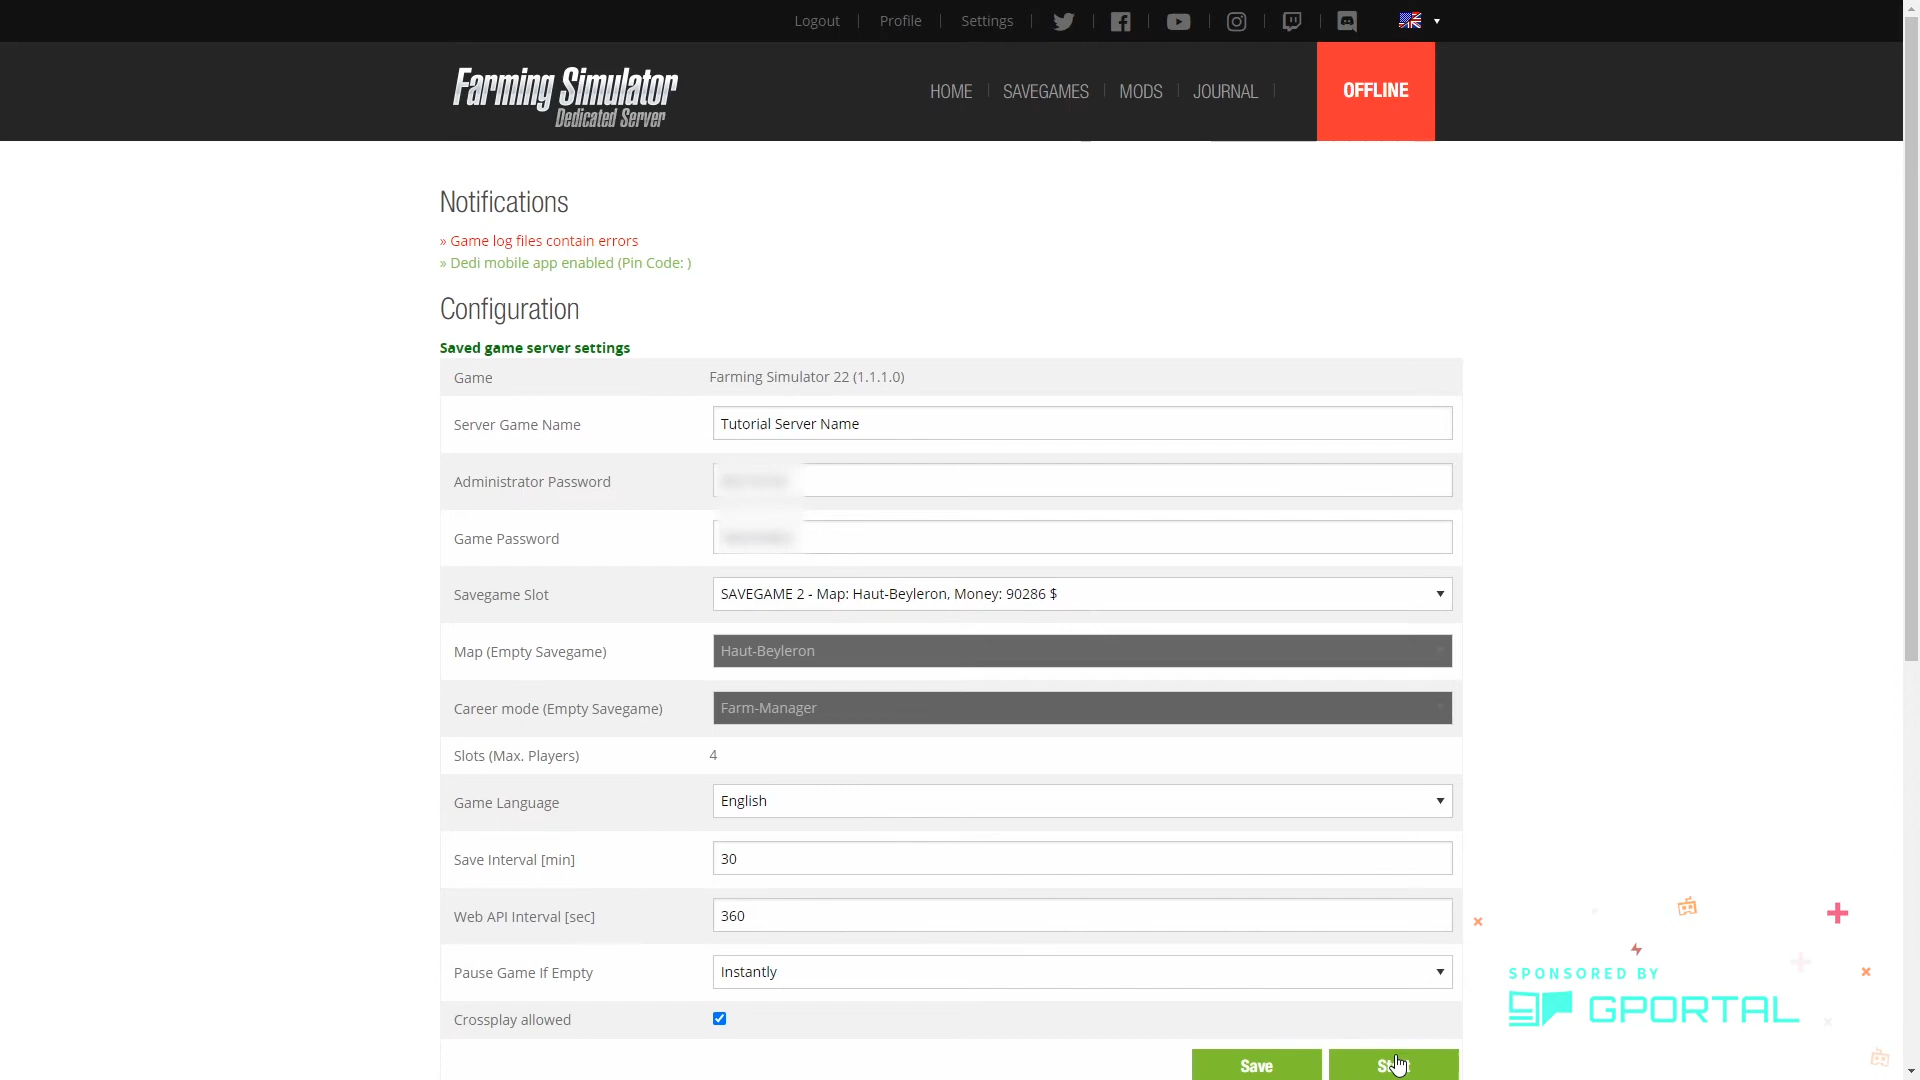 Logout
Profile
Settings
Farming Simulator
Dedicated Server
HOME
SAVEGAMES
MODS
JOURNAL
OFFLINE
Notifications
» Game log files contain errors
» Dedi mobile app enabled (Pin Code: )
Configuration
Saved game server settings
Game
Farming Simulator 22 (1.1.1.0)
Server Game Name
Tutorial Server Name
Administrator Password
Game Password
Savegame Slot
SAVEGAME 2 - Map: Haut-Beyleron, Money: 90286 $
Map (Empty Savegame)
Haut-Beyleron
Career mode (Empty Savegame)
Farm-Manager
Slots (Max. Players)
4
Game Language
English
Save Interval [min]
30
Web API Interval [sec]
360
Pause Game If Empty
Instantly
Crossplay allowed
Save
SPONSORED BY
GPORTAL